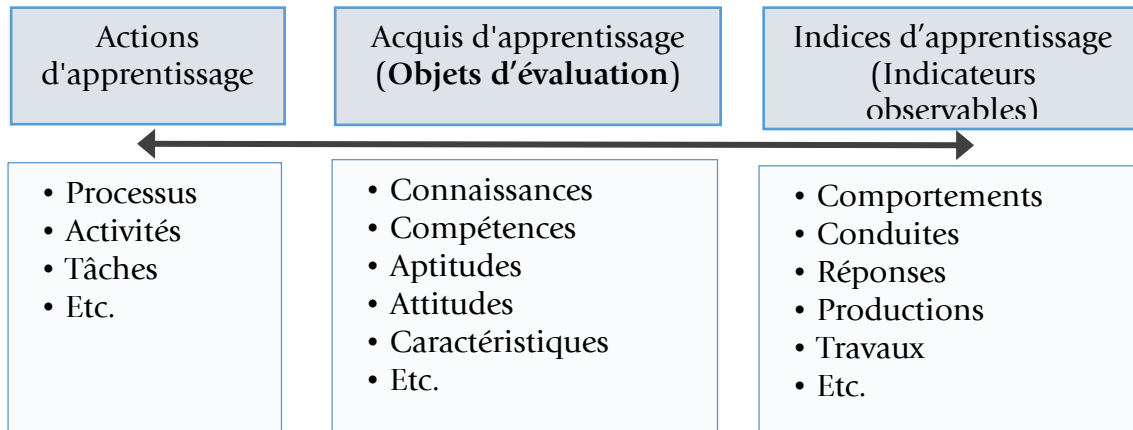 Actions
d'apprentissage
Acquis d'apprentissage
(Objets d’évaluation)
Indices d’apprentissage
(Indicateurs
observables)
• Processus
• Activités
• Tâches
• Etc.
• Connaissances
• Compétences
• Aptitudes
• Attitudes
• Caractéristiques
• Etc.
• Comportements
• Conduites
• Réponses
• Productions
• Travaux
• Etc.